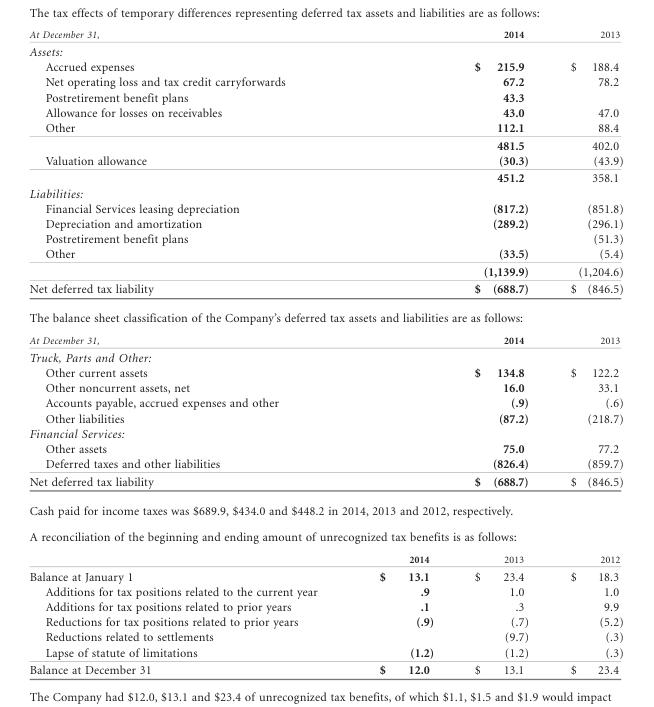 The tax effects of temporary differences representing deferred tax assets and liabilities are as follows:
At December 31, 2014 2013
Assets:
Accrued expenses $ 215.9 $ 188.4
Net operating loss and tax credit carryforwards 67.2 78.2
Postretirement benefit plans 43.3
Allowance for losses on receivables 43.0 47.0
Other 112.1 88.4
481.5 402.0
Valuation allowance (30.3) (43.9)
451.2 358.1
Liabilities:
Financial Services leasing depreciation (817.2) (851.8)
Depreciation and amortization (289.2) (296.1)
Postretirement benefit plans (51.3)
Other (33.5) (5.4)
(1,139.9) (1,204.6)
Net deferred tax liability $ (688.7) $ (846.5)
The balance sheet classification of the Company's deferred tax assets and liabilities are as follows:
At December 31, 2014 2013
Truck, Parts and Other:
Other current assets $ 134.8 $ 122.2
Other noncurrent assets, net 16.0 33.1
Accounts payable, accrued expenses and other (.9) (.6)
Other liabilities (87.2) (218.7)
Financial Services:
Other assets 75.0 77.2
Deferred taxes and other liabilities (826.4) (859.7)
Net deferred tax liability $ (688.7) $ (846.5)
Cash paid for income taxes was $689.9, $434.0 and $448.2 in 2014, 2013 and 2012, respectively.
A reconciliation of the beginning and ending amount of unrecognized tax benefits is as follows:
2014 2013 2012
Balance at January 1 $ 13.1 $ 23.4 $ 18.3
Additions for tax positions related to the current year .9 1.0 1.0
Additions for tax positions related to prior years .1 .3 9.9
Reductions for tax positions related to prior years (.9) (.7) (5.2)
Reductions related to settlements (9.7) (.3)
Lapse of statute of limitations (1.2) (1.2) (.3)
Balance at December 31 $ 12.0 $ 13.1 $ 23.4
The Company had $12.0, $13.1 and $23.4 of unrecognized tax benefits, of which $1.1, $1.5 and $1.9 would impact